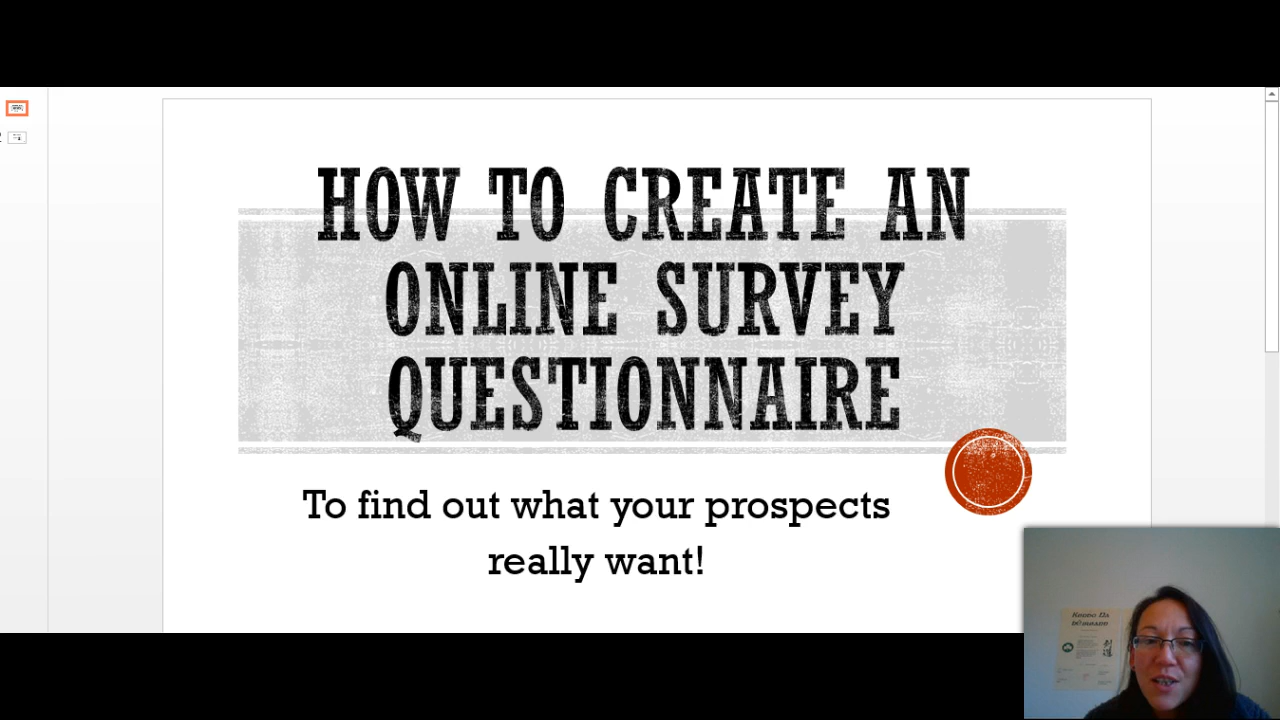 HOW TO CREATE AN
ONLINE SURVEY
QUESTIONNAIRE
To find out what your prospects
really want!